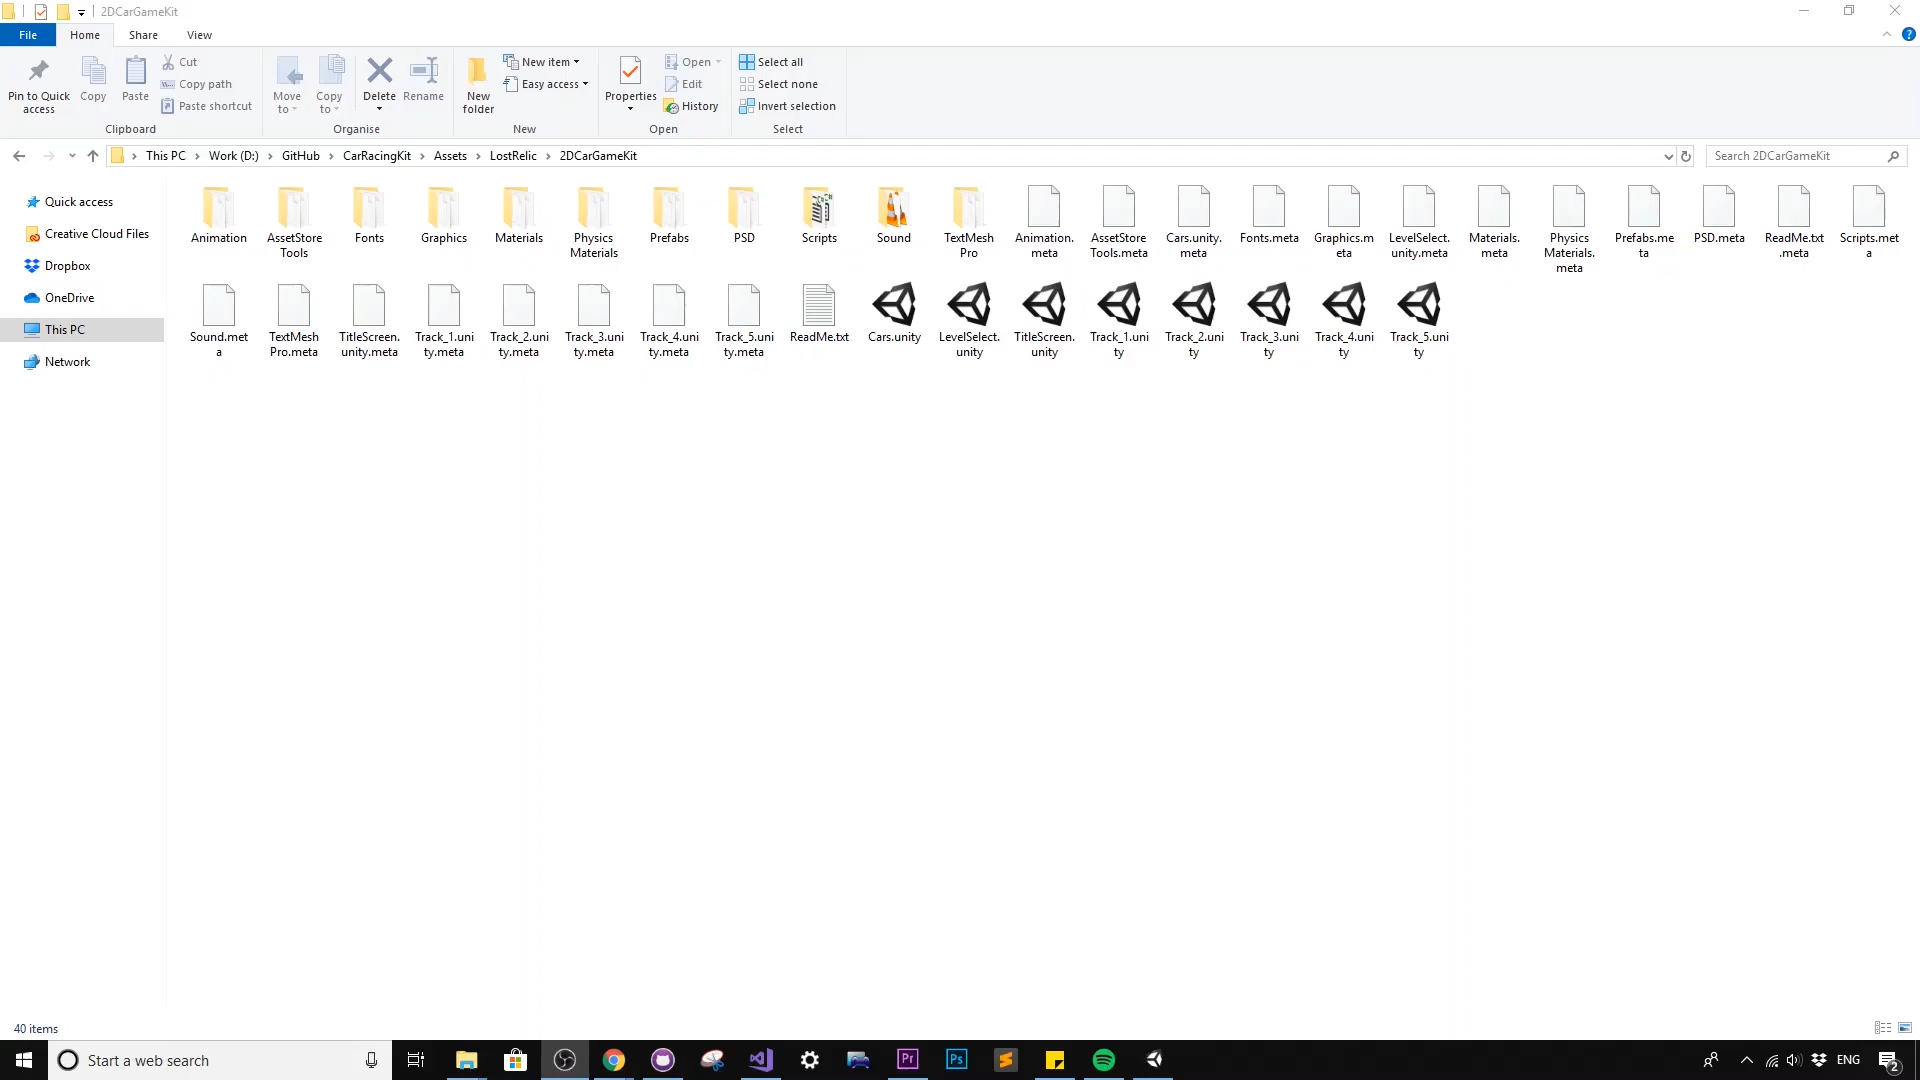 2DCarGameKit
File Home Share View
Pin to Quick access
Copy
Paste
Cut
Copy path
Paste shortcut
Clipboard
Move to
Copy to
Delete
Rename
Organise
New folder
New item
Easy access
New
Properties
Open
Edit
History
Open
Select all
Select none
Invert selection
Select
This PC Work (D:) GitHub CarRacingKit Assets LostRelic 2DCarGameKit
Search 2DCarGameKit
Quick access
Creative Cloud Files
Dropbox
OneDrive
This PC
Network
Animation
AssetStore
Tools
Fonts
Graphics
Materials
Physics
Materials
Prefabs
PSD
Scripts
Sound
TextMesh
Pro
Animation.
meta
AssetStore
Tools.meta
Cars.unity.
meta
Fonts.meta
Graphics.m
eta
LevelSelect.
unity.meta
Materials.
meta
Physics
Materials.
meta
Prefabs.me
ta
PSD.meta
ReadMe.txt
.meta
Scripts.met
a
Sound.met
a
TextMesh
Pro.meta
TitleScreen.
unity.meta
Track_1.uni
ty.meta
Track_2.uni
ty.meta
Track_3.uni
ty.meta
Track_4.uni
ty.meta
Track_5.uni
ty.meta
ReadMe.txt
Cars.unity
LevelSelect.
unity
TitleScreen.
unity
Track_1.uni
ty
Track_2.uni
ty
Track_3.uni
ty
Track_4.uni
ty
Track_5.uni
ty
40 items
Start a web search
Pr
Ps
ENG
2